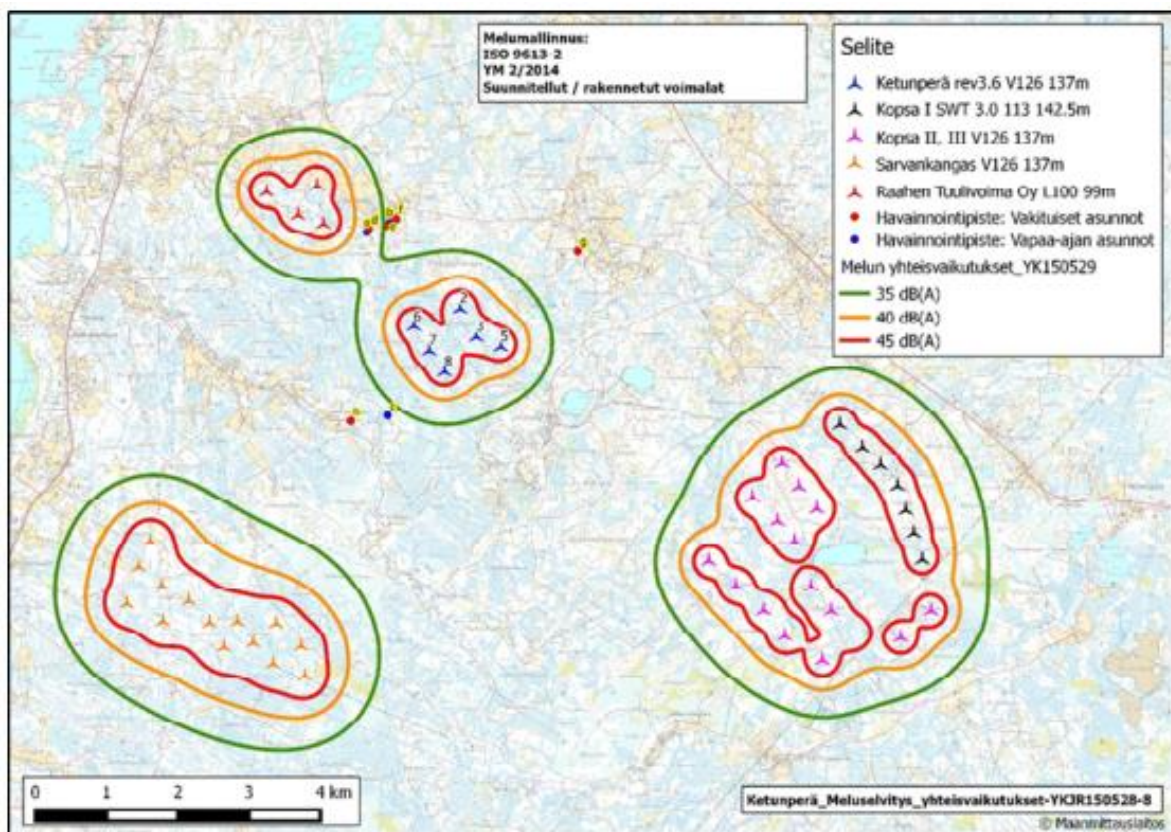 Melumallinnus:
ISO 9613-2
YM 2/2014
Suunnitellut / rakennetut voimalat
Selite
Ketunperä rev3.6 V126 137m
Kopsa I SWT 3.0 113 142.5m
Kopsa II, III V126 137m
Sarvankangas V126 137m
Raahen Tuulivoima Oy L100 99m
Havainnointipiste: Vakituiset asunnot
Havainnointipiste: Vapaa-ajan asunnot
Melun yhteisvaikutukset_YK150529
35 dB(A)
40 dB(A)
45 dB(A)
2
6
3
5
7
8
0 1 2 3 4 km
Ketunperä_Meluselvitys_yhteisvaikutukset-YKJR150528-8
© Maanmittauslaitos